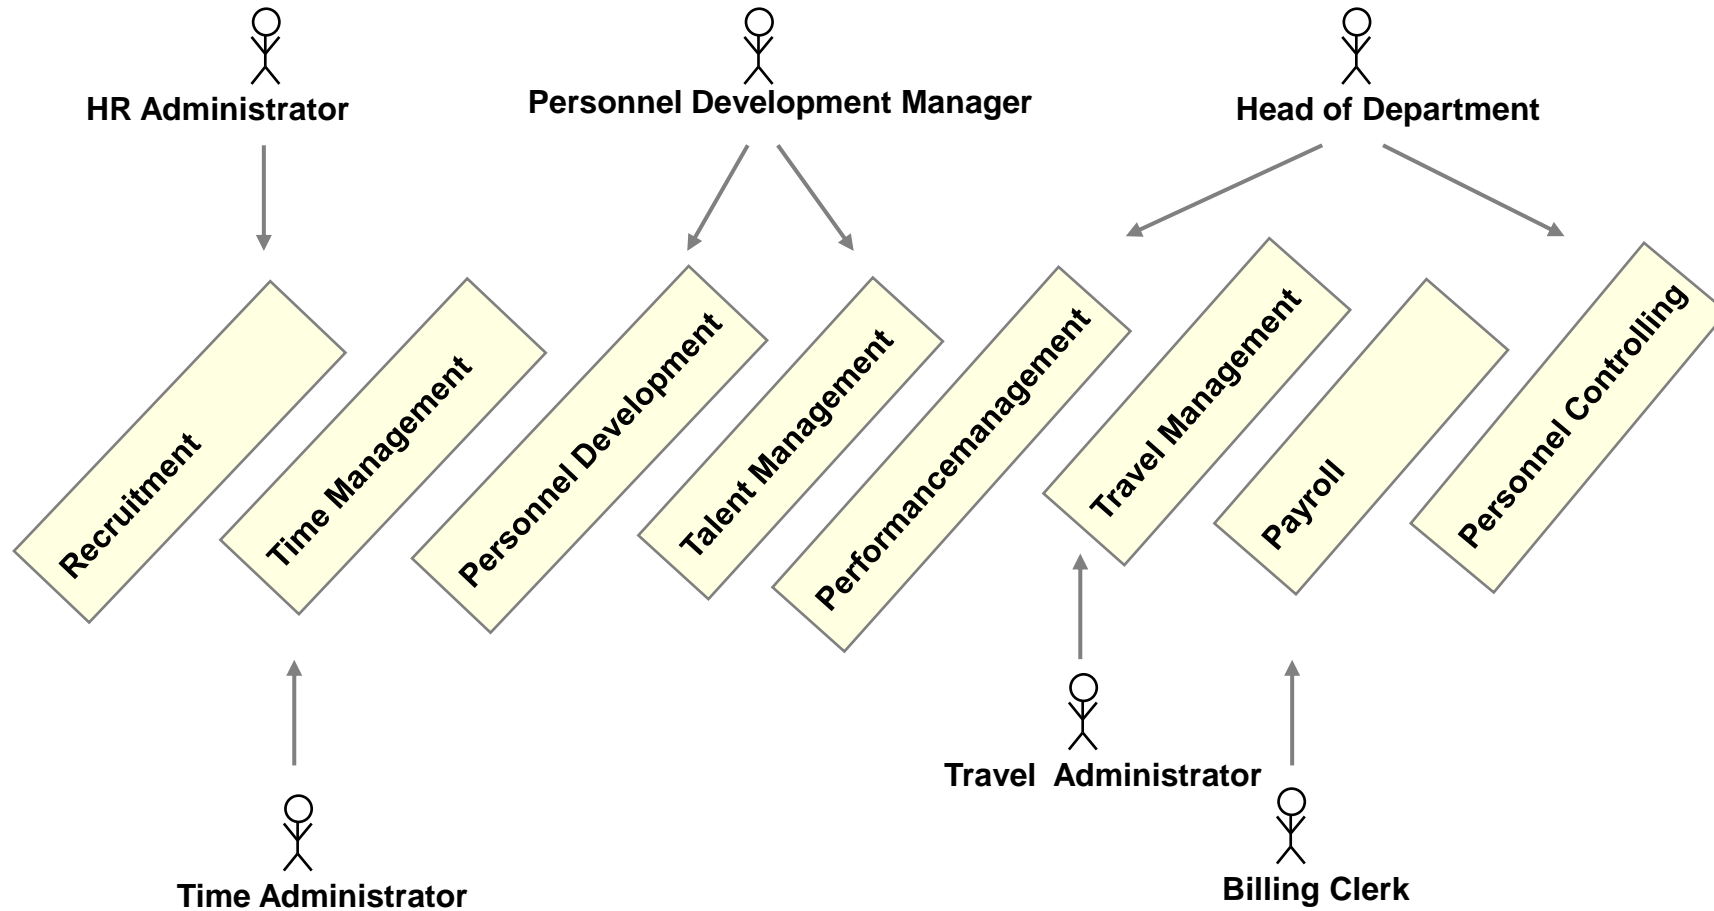 HR Administrator
Personnel Development Manager
Head of Department
Recruitment
Time Management
Personnel Development
Talent Management
Performancemanagement
Travel Management
Payroll
Personnel Controlling
Travel  Administrator
Time Administrator
Billing Clerk